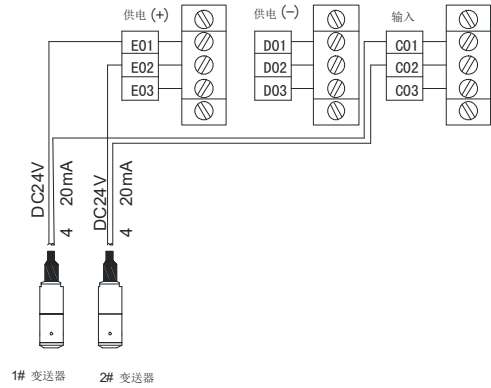 供电 (+)
供电 (—)
输入
E01
D01
C01
E02
D02
C02
E03
D03
C03
DC24V
4 20mA
DC24V
4 20mA
1# 变送器
2# 变送器